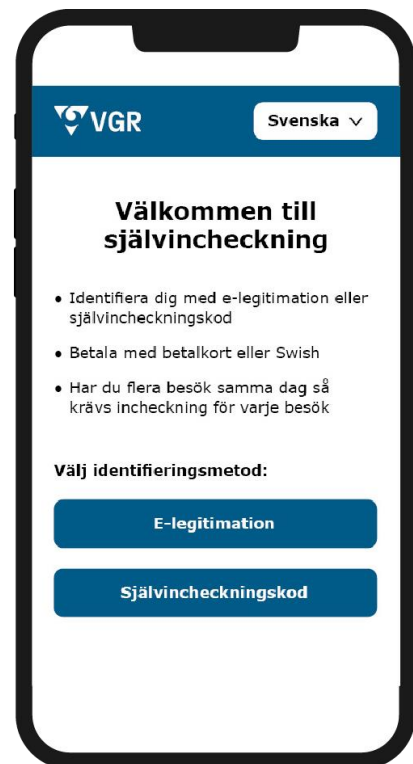 VGR
Svenska
Välkommen till
självincheckning
• Identifiera dig med e-legitimation eller
självincheckningskod
• Betala med betalkort eller Swish
• Har du flera besök samma dag så
krävs incheckning för varje besök
Välj identifieringsmetod:
E-legitimation
Självincheckningskod